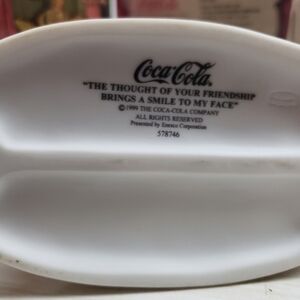 Coca-Cola
"THE THOUGHT OF YOUR FRIENDSHIP
BRINGS A SMILE TO MY FACE"
©1999 THE COCA-COLA COMPANY
ALL RIGHTS RESERVED
Presented by Enesco Corporation
578746